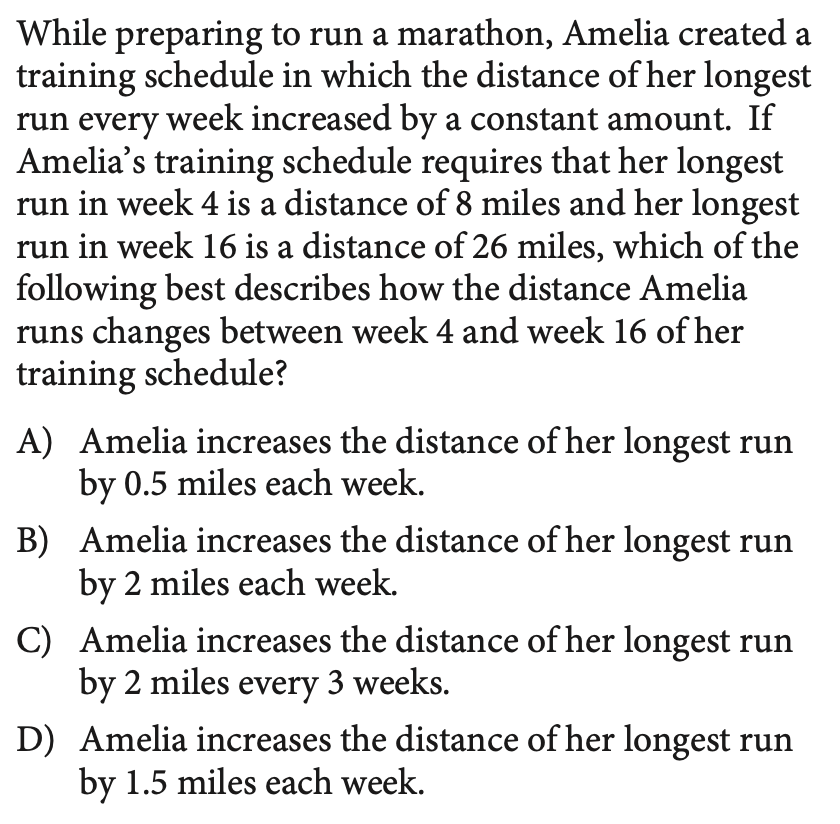 While preparing to run a marathon, Amelia created a
training schedule in which the distance of her longest
run every week increased by a constant amount.  If
Amelia’s training schedule requires that her longest
run in week 4 is a distance of 8 miles and her longest
run in week 16 is a distance of 26 miles, which of the
following best describes how the distance Amelia
runs changes between week 4 and week 16 of her
training schedule?
A) Amelia increases the distance of her longest run
by 0.5 miles each week.
B) Amelia increases the distance of her longest run
by 2 miles each week.
C) Amelia increases the distance of her longest run
by 2 miles every 3 weeks.
D) Amelia increases the distance of her longest run
by 1.5 miles each week.